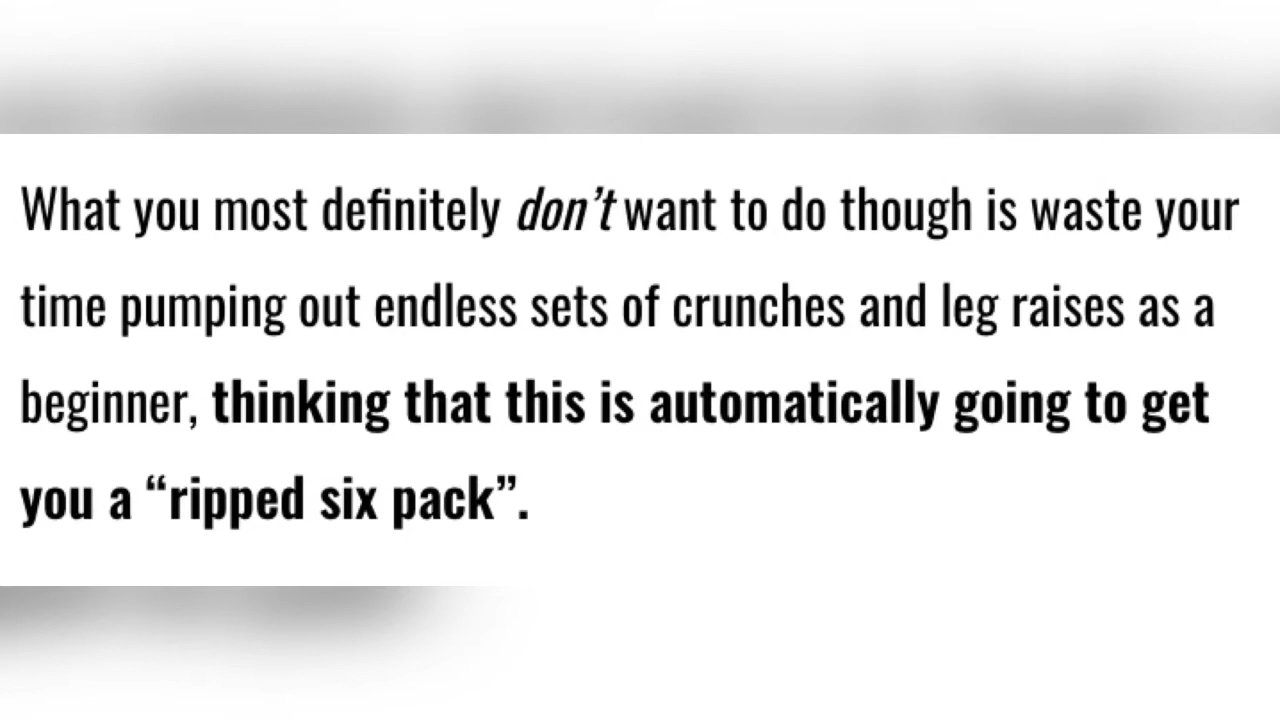 What you most definitely don’t want to do though is waste your
time pumping out endless sets of crunches and leg raises as a
beginner, thinking that this is automatically going to get
you a “ripped six pack”.